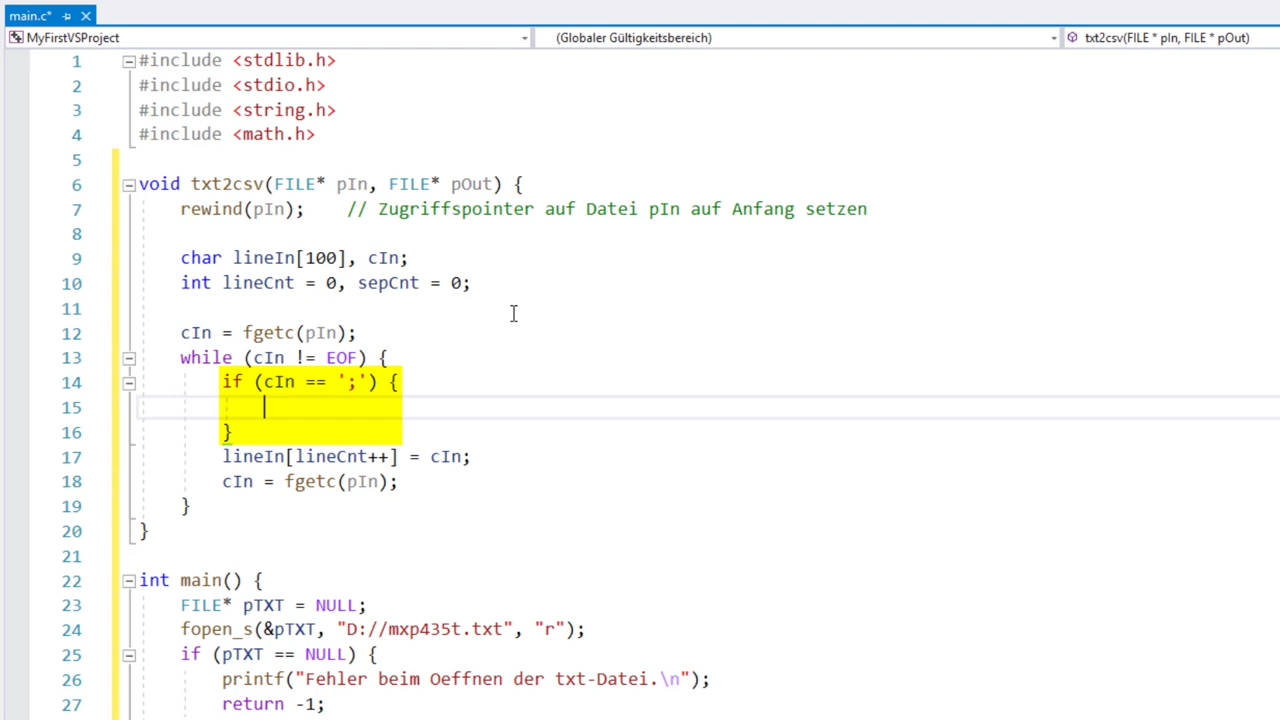 main.c*
MyFirstVSProject (Globaler Gültigkeitsbereich) txt2csv(FILE * pIn, FILE * pOut)
1 #include <stdlib.h>
2 #include <stdio.h>
3 #include <string.h>
4 #include <math.h>
5
6 void txt2csv(FILE* pIn, FILE* pOut) {
7 rewind(pIn); // Zugriffspointer auf Datei pIn auf Anfang setzen
8
9 char lineIn[100], cIn;
10 int lineCnt = 0, sepCnt = 0;
11
12 cIn = fgetc(pIn);
13 while (cIn != EOF) {
14 if (cIn == ';') {
15
16 }
17 lineIn[lineCnt++] = cIn;
18 cIn = fgetc(pIn);
19 }
20 }
21
22 int main() {
23 FILE* pTXT = NULL;
24 fopen_s(&pTXT, "D://mxp435t.txt", "r");
25 if (pTXT == NULL) {
26 printf("Fehler beim Oeffnen der txt-Datei.\n");
27 return -1;